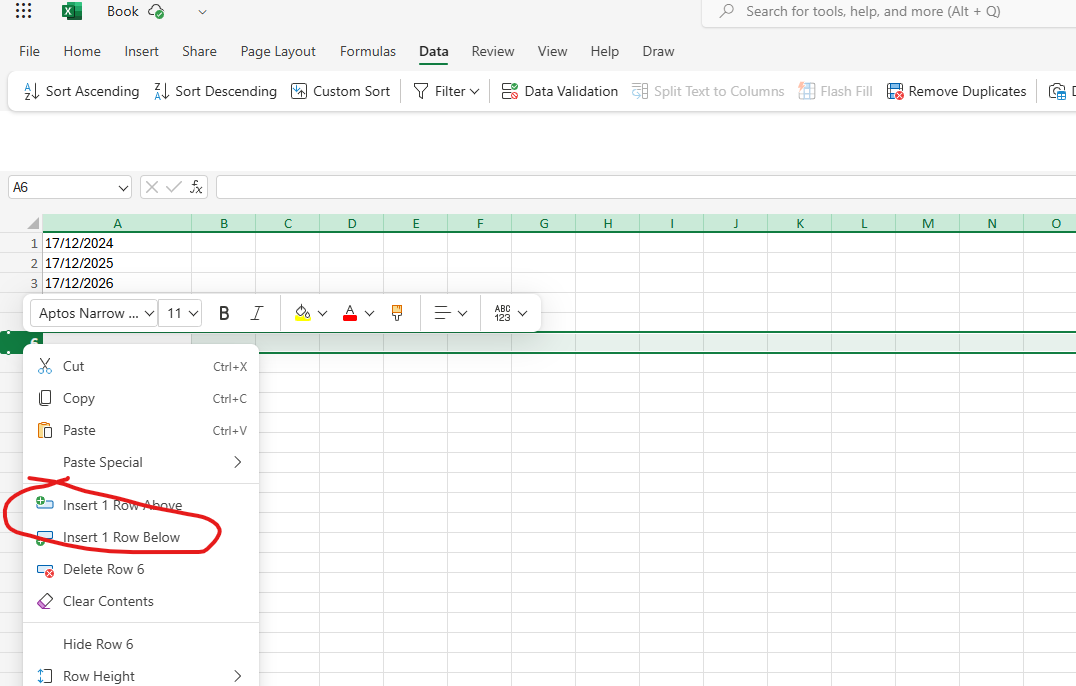 Book
Search for tools, help, and more (Alt + Q)
File Home Insert Share Page Layout Formulas Data Review View Help Draw
Sort Ascending Sort Descending Custom Sort Filter Data Validation Split Text to Columns Flash Fill Remove Duplicates
A6 fx
A B C D E F G H I J K L M N O
1 17/12/2024
2 17/12/2025
3 17/12/2026
Aptos Narrow ... 11 B I A ABC 123
6
Cut Ctrl+X
Copy Ctrl+C
Paste Ctrl+V
Paste Special
Insert 1 Row Above
Insert 1 Row Below
Delete Row 6
Clear Contents
Hide Row 6
Row Height